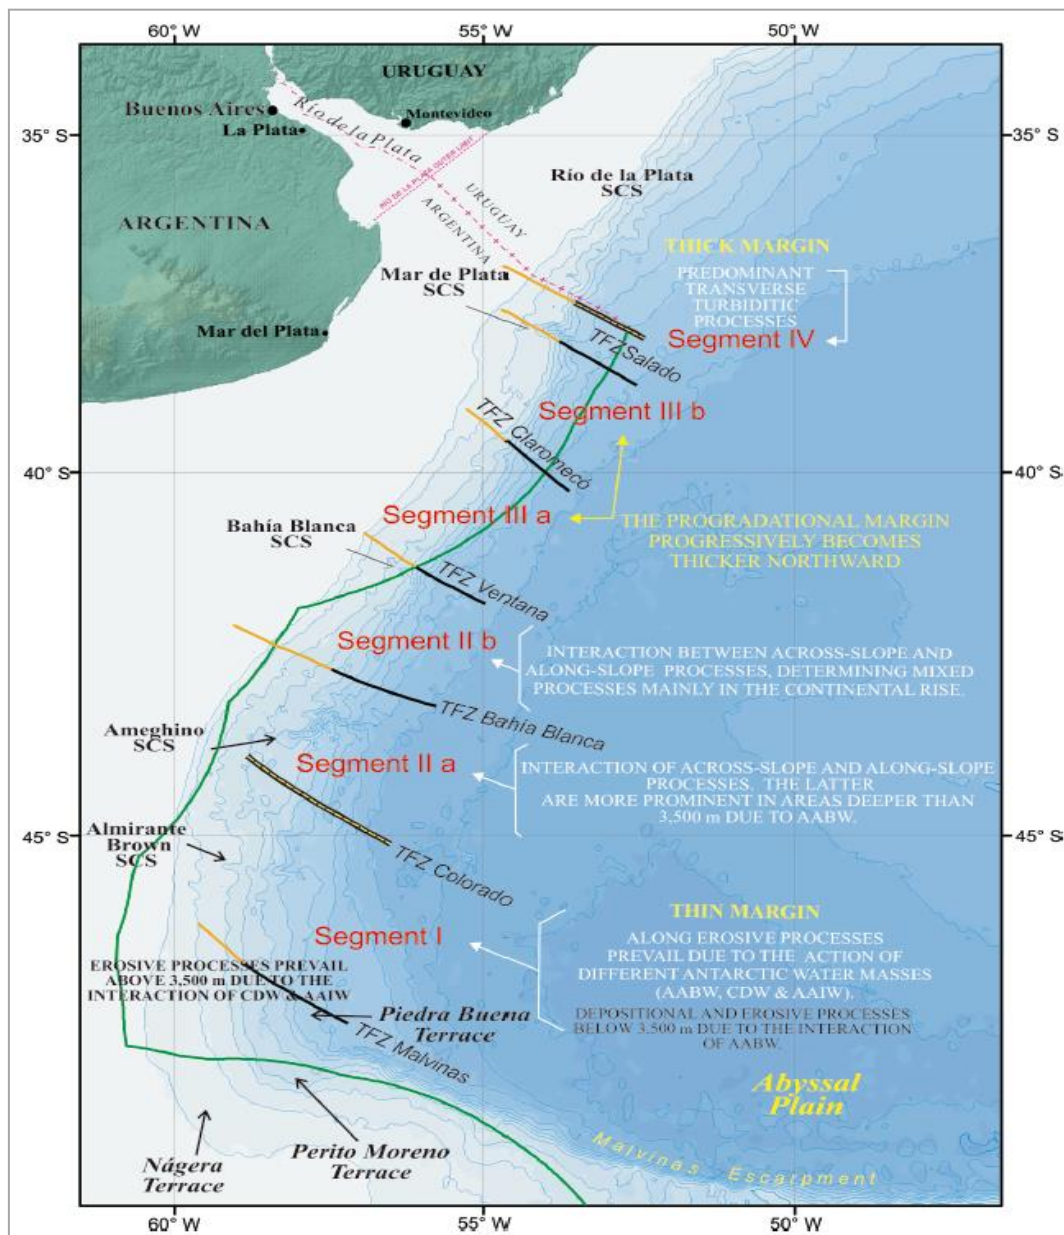 60° W
55° W
50° W
URUGUAY
Buenos Aires
Montevideo
La Plata
Río de la Plata
35° S
35° S
RÍO DE LA PLATA OUTER LIMIT
Río de la Plata
SCS
URUGUAY
ARGENTINA
ARGENTINA
THICK MARGIN
Mar de Plata
SCS
PREDOMINANT
TRANSVERSE
TURBIDITIC
PROCESSES
Mar del Plata
Segment IV
TFZ Salado
Segment III b
TFZ Claromecó
40° S
40° S
Segment III a
Bahía Blanca
SCS
THE PROGRADATIONAL MARGIN
PROGRESSIVELY BECOMES
THICKER NORTHWARD
TFZ Ventana
Segment II b
INTERACTION BETWEEN ACROSS-SLOPE AND
ALONG-SLOPE PROCESSES, DETERMINING MIXED
PROCESSES MAINLY IN THE CONTINENTAL RISE.
TFZ Bahía Blanca
Ameghino
SCS
Segment II a
INTERACTION OF ACROSS-SLOPE AND ALONG-SLOPE
PROCESSES. THE LATTER
ARE MORE PROMINENT IN AREAS DEEPER THAN
3,500 m DUE TO AABW.
Almirante
Brown
SCS
45° S
45° S
TFZ Colorado
THIN MARGIN
Segment I
ALONG EROSIVE PROCESSES
PREVAIL DUE TO THE ACTION OF
DIFFERENT ANTARCTIC WATER MASSES
(AABW, CDW & AAIW).
DEPOSITIONAL AND EROSIVE PROCESSES
BELOW 3.500 m DUE TO THE INTERACTION
OF AABW.
EROSIVE PROCESSES PREVAIL
ABOVE 3,500 m DUE TO THE
INTERACTION OF CDW & AAIW
Piedra Buena
Terrace
TFZ Malvinas
Abyssal
Plain
Malvinas Escarpment
Perito Moreno
Terrace
Nágera
Terrace
60° W
55° W
50° W